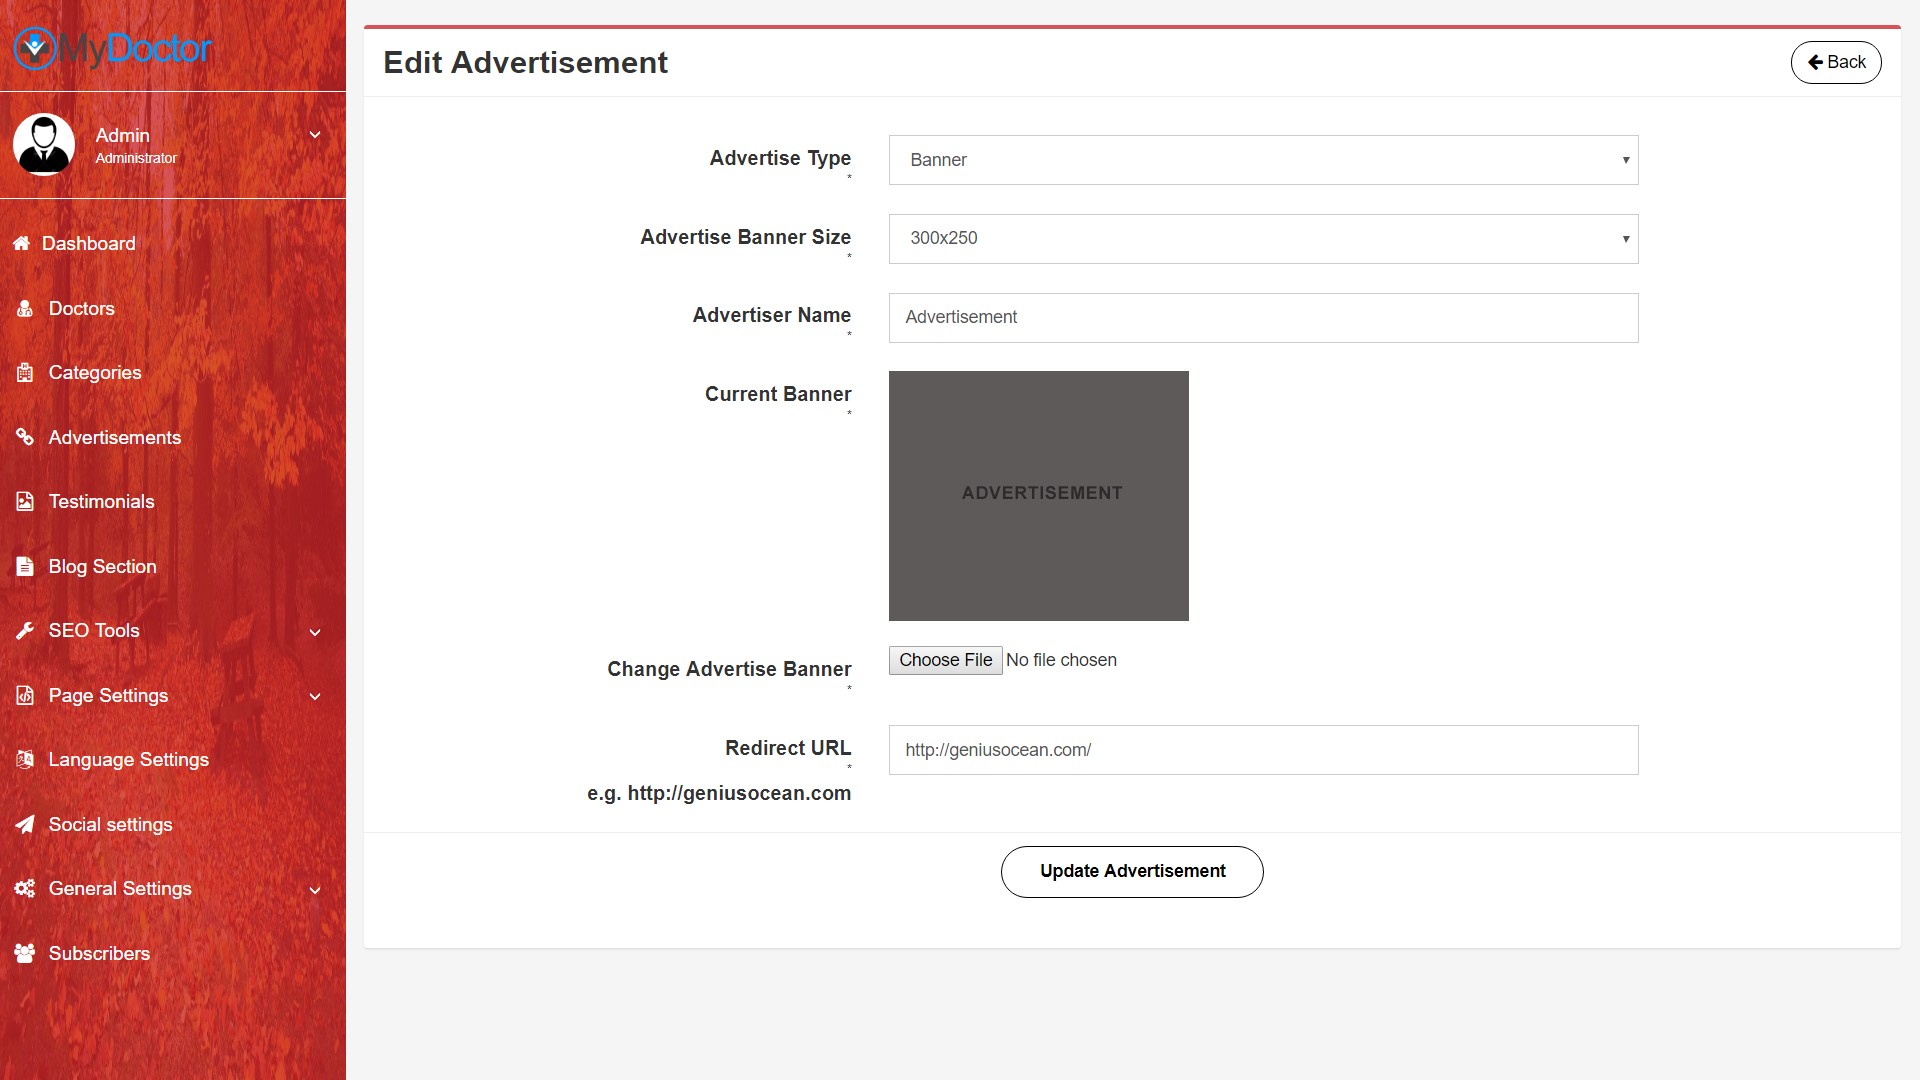 MyDoctor
Admin
Administrator
Dashboard
Doctors
Categories
Advertisements
Testimonials
Blog Section
SEO Tools
Page Settings
Language Settings
Social settings
General Settings
Subscribers
Edit Advertisement
Back
Advertise Type
*
Banner
Advertise Banner Size
*
300x250
Advertiser Name
*
Advertisement
Current Banner
*
ADVERTISEMENT
Change Advertise Banner
*
Choose File No file chosen
Redirect URL
*
http://geniusocean.com/
e.g. http://geniusocean.com
Update Advertisement